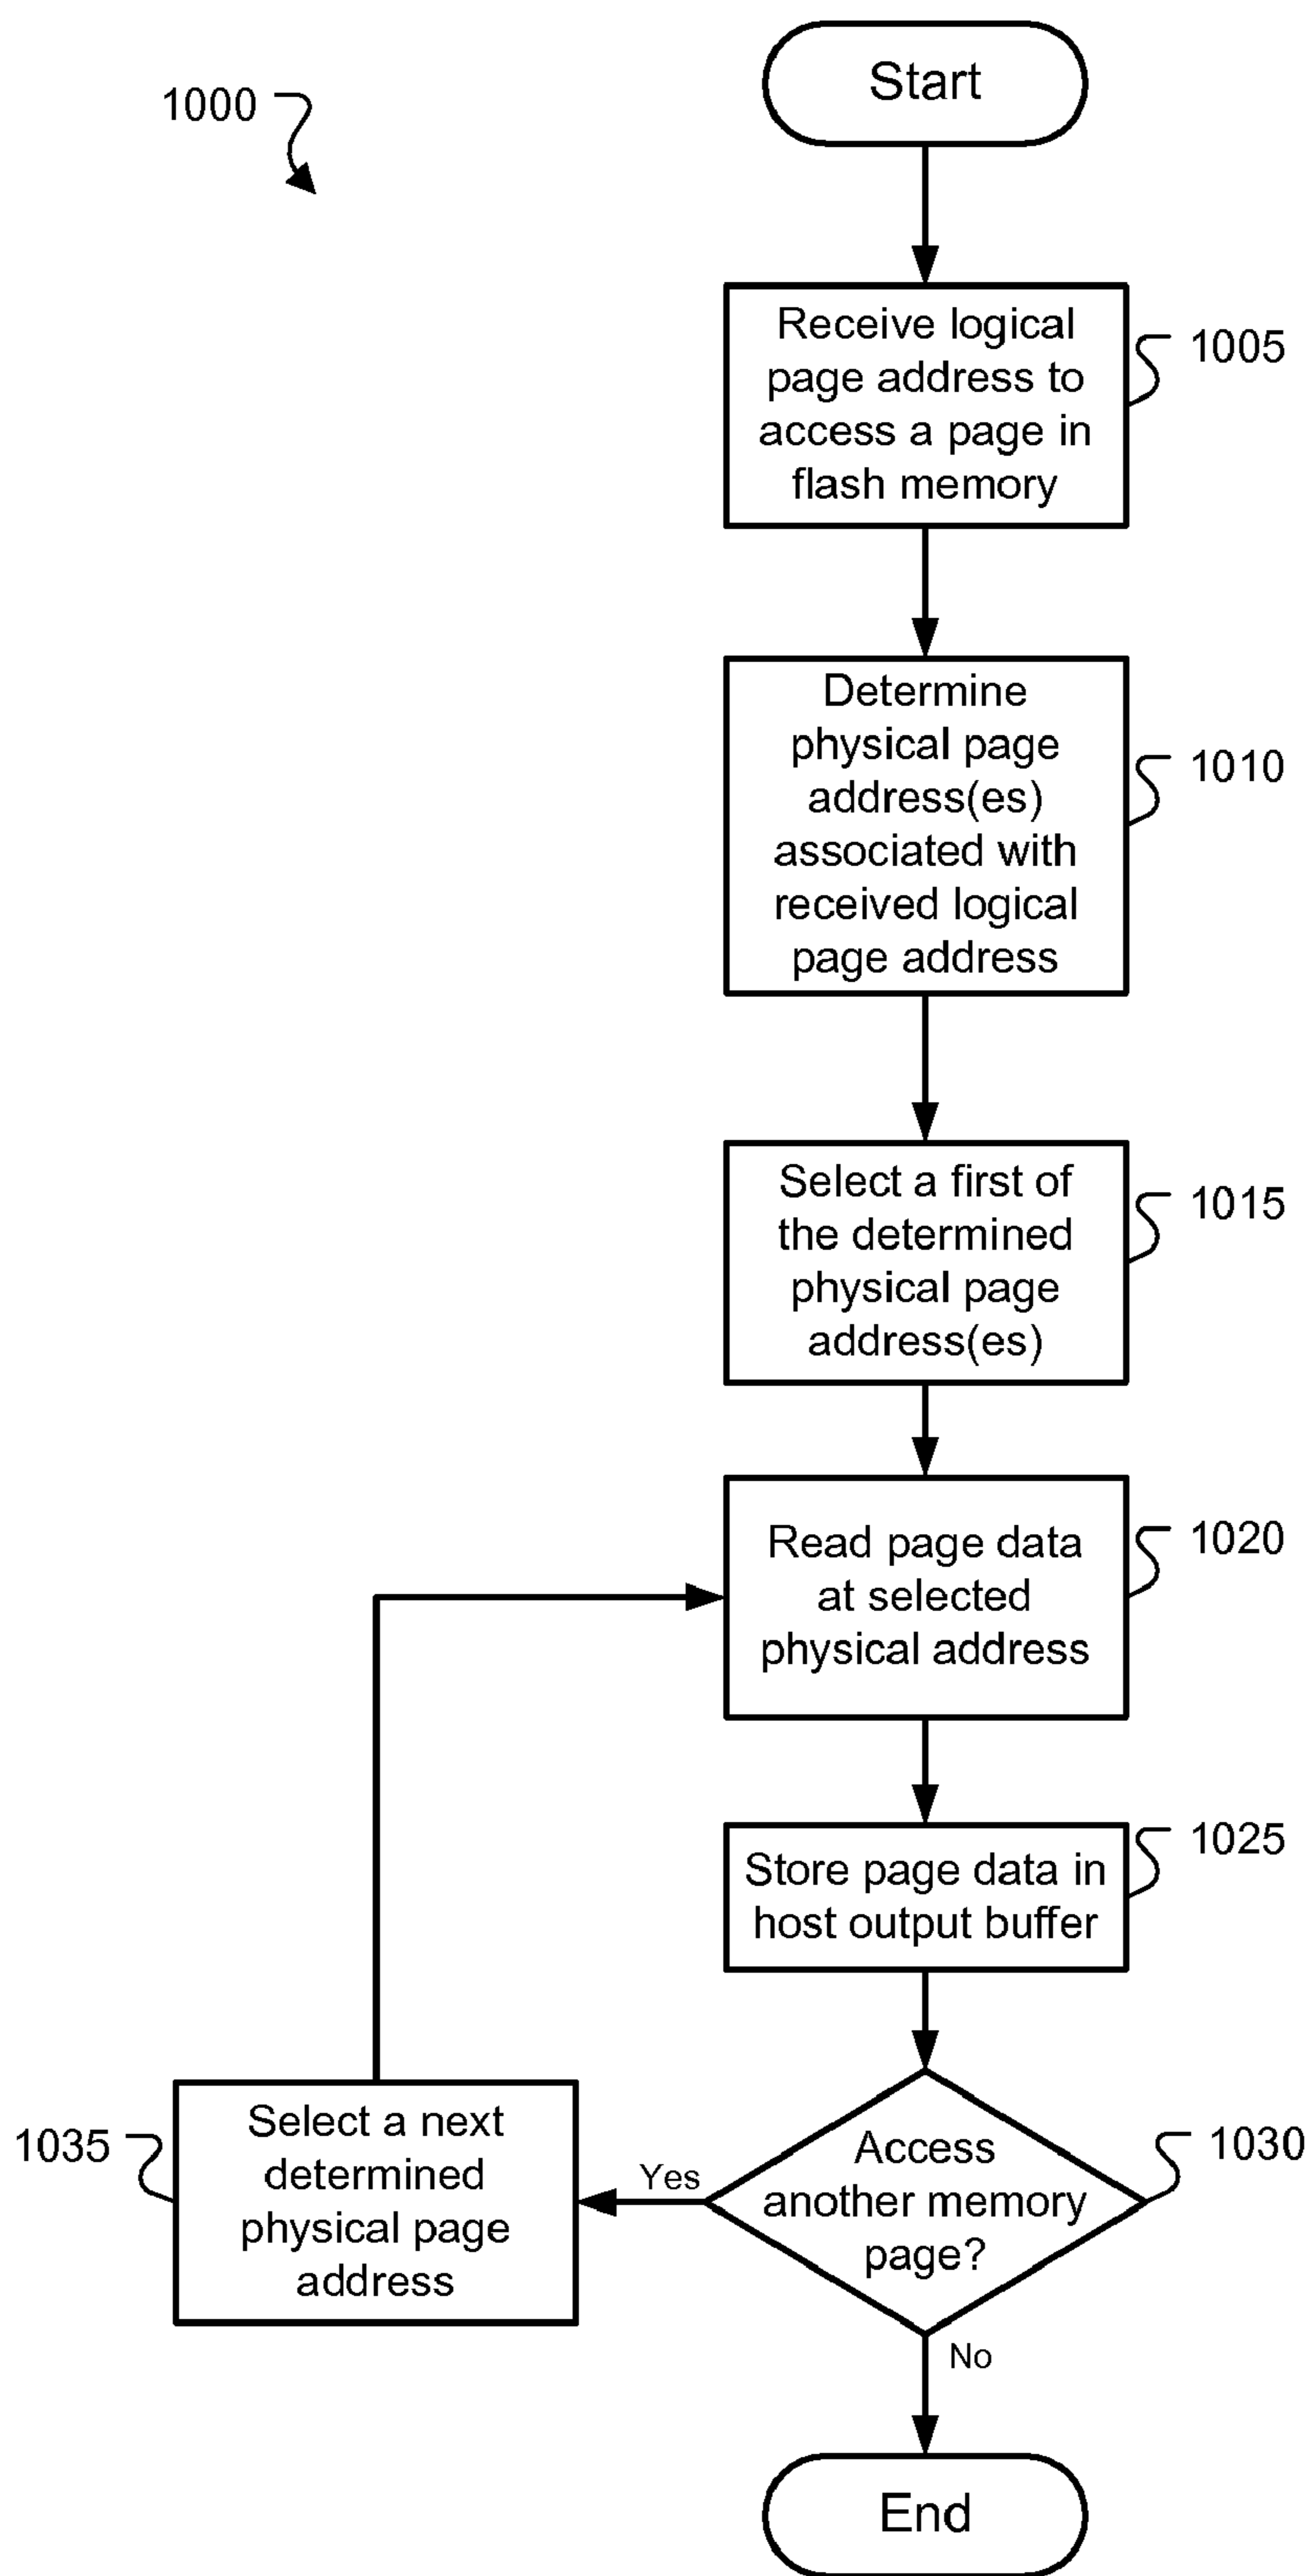 Start
1000
Receive logical
page address to
access a page in
flash memory
1005
Determine
physical page
address(es)
associated with
received logical
page address
1010
Select a first of
the determined
physical page
address(es)
1015
Read page data
at selected
physical address
1020
Store page data in
host output buffer
1025
Access
another memory
page?
1030
Yes
Select a next
determined
physical page
address
1035
No
End